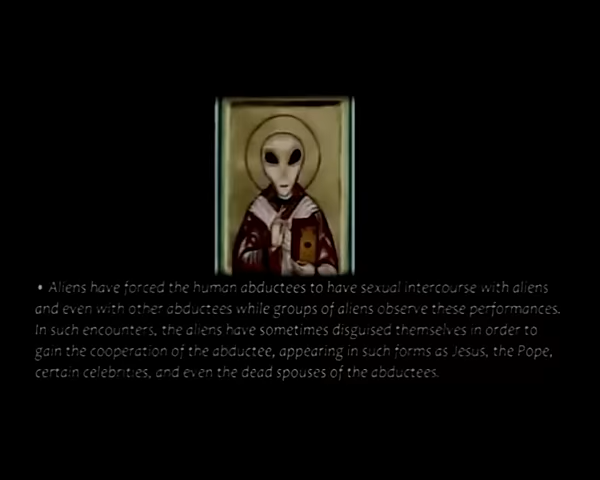 • Aliens have forced the human abductees to have sexual intercourse with aliens
and even with other abductees while groups of aliens observe these performances.
In such encounters, the aliens have sometimes disguised themselves in order to
gain the cooperation of the abductee, appearing in such forms as Jesus, the Pope,
certain celebrities, and even the dead spouses of the abductees.